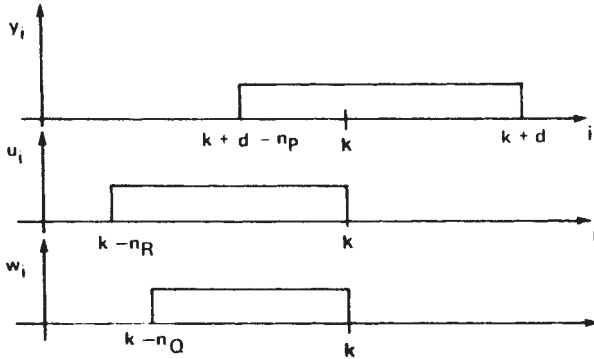 y_i
k + d - n_P k k + d i
u_i
k - n_R k
w_i
k - n_Q k